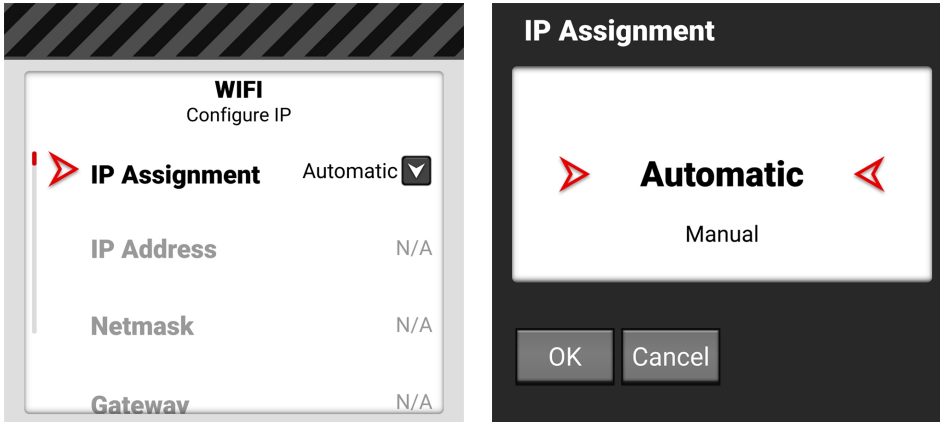 WIFI
Configure IP
IP Assignment Automatic
IP Address N/A
Netmask N/A
Gateway N/A
IP Assignment
Automatic
Manual
OK Cancel